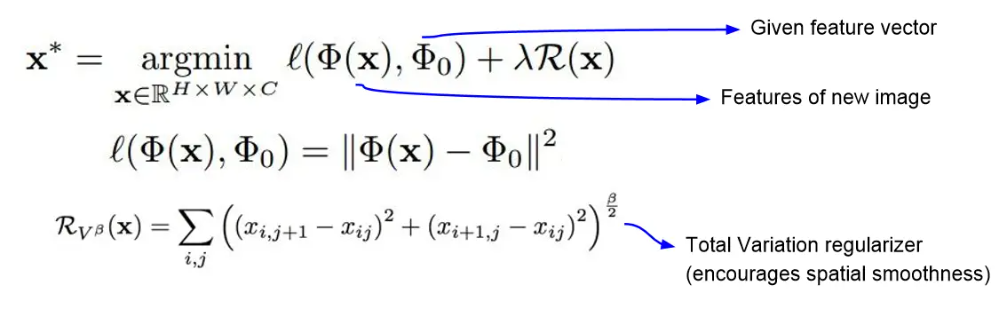 x* = argmin ℓ(Φ(x), Φ₀) + λℛ(x)
x∈ℝ^{H×W×C}
Given feature vector
Features of new image
ℓ(Φ(x), Φ₀) = ‖Φ(x) − Φ₀‖²
ℛ_{V^β}(x) = ∑_{i,j} ((x_{i,j+1} − x_{ij})² + (x_{i+1,j} − x_{ij})²)^{β/2}
Total Variation regularizer
(encourages spatial smoothness)